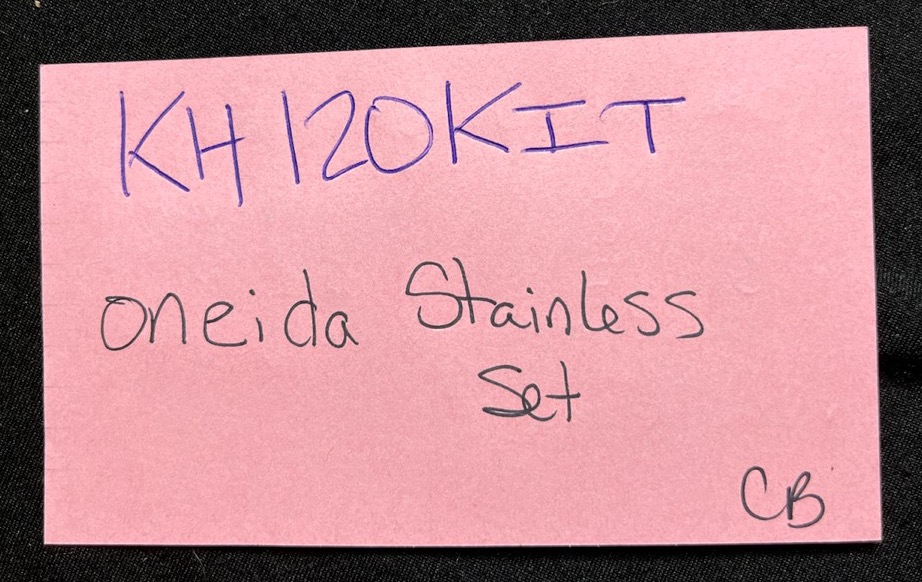 KH120KIT
Oneida Stainless
Set
CB